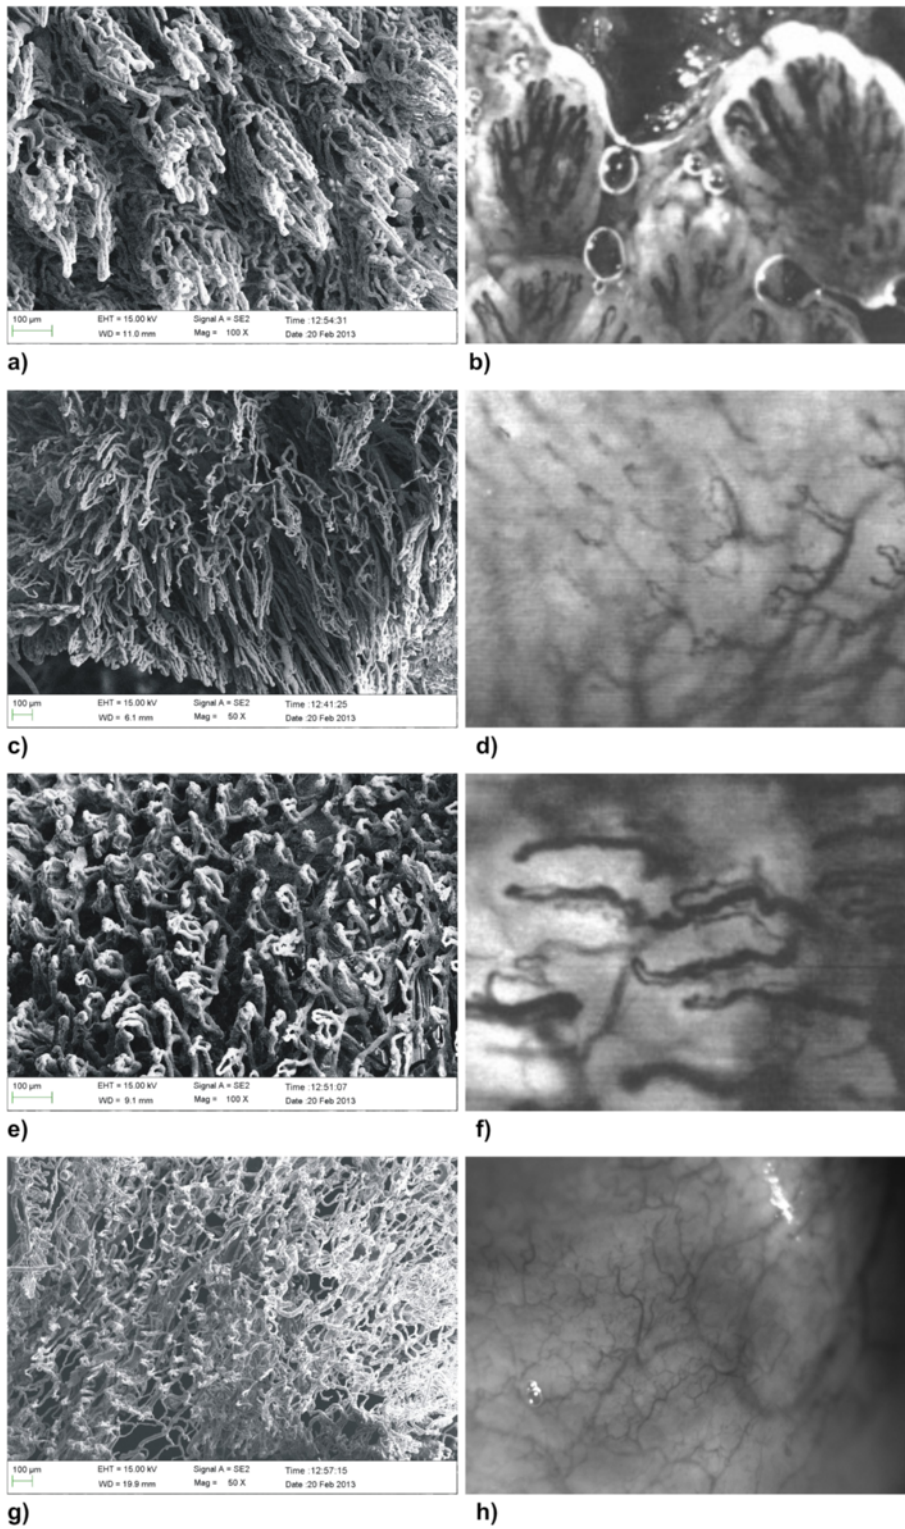 100 µm EHT = 15.00 kV Signal A = SE2 Time :12:54:31
WD = 11.0 mm Mag = 100 X Date :20 Feb 2013
a)
b)
100 µm EHT = 15.00 kV Signal A = SE2 Time :12:41:25
WD = 6.1 mm Mag = 50 X Date :20 Feb 2013
c)
d)
100 µm EHT = 15.00 kV Signal A = SE2 Time :12:51:07
WD = 9.1 mm Mag = 100 X Date :20 Feb 2013
e)
f)
100 µm EHT = 15.00 kV Signal A = SE2 Time :12:57:15
WD = 19.9 mm Mag = 50 X Date :20 Feb 2013
g)
h)